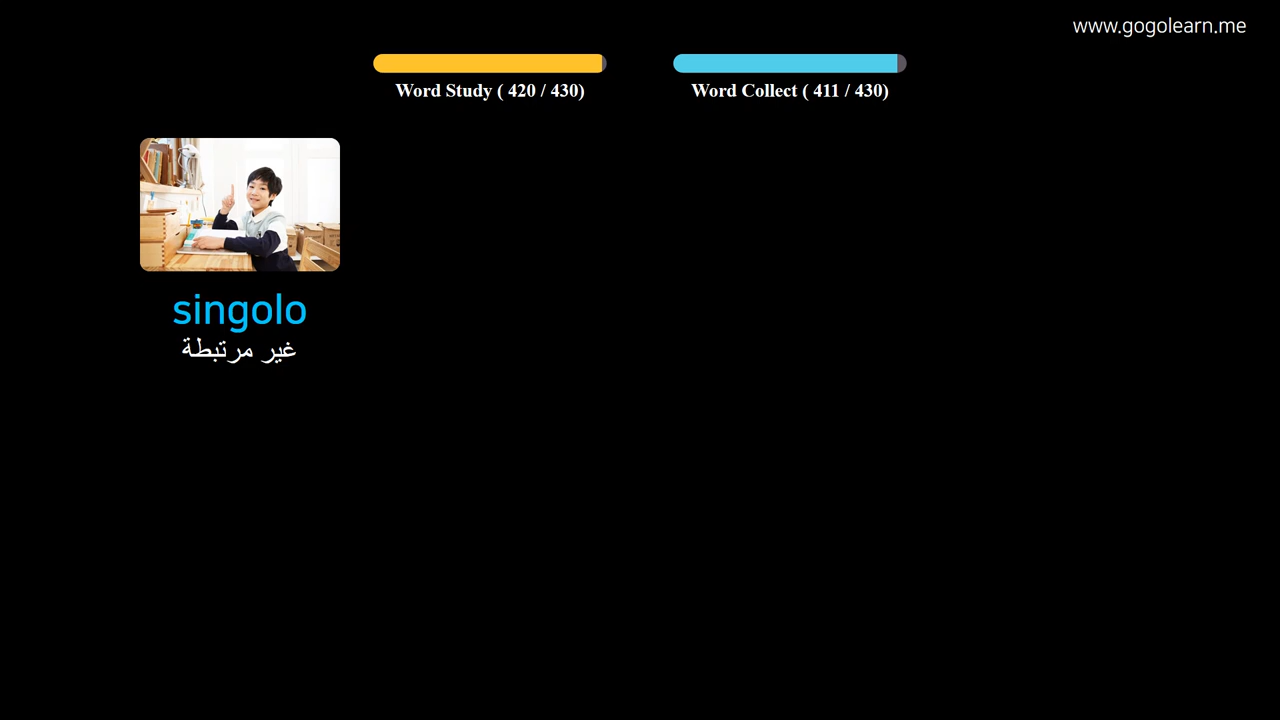 www.gogolearn.me
Word Study ( 420 / 430)
Word Collect ( 411 / 430)
singolo
غير مرتبطة